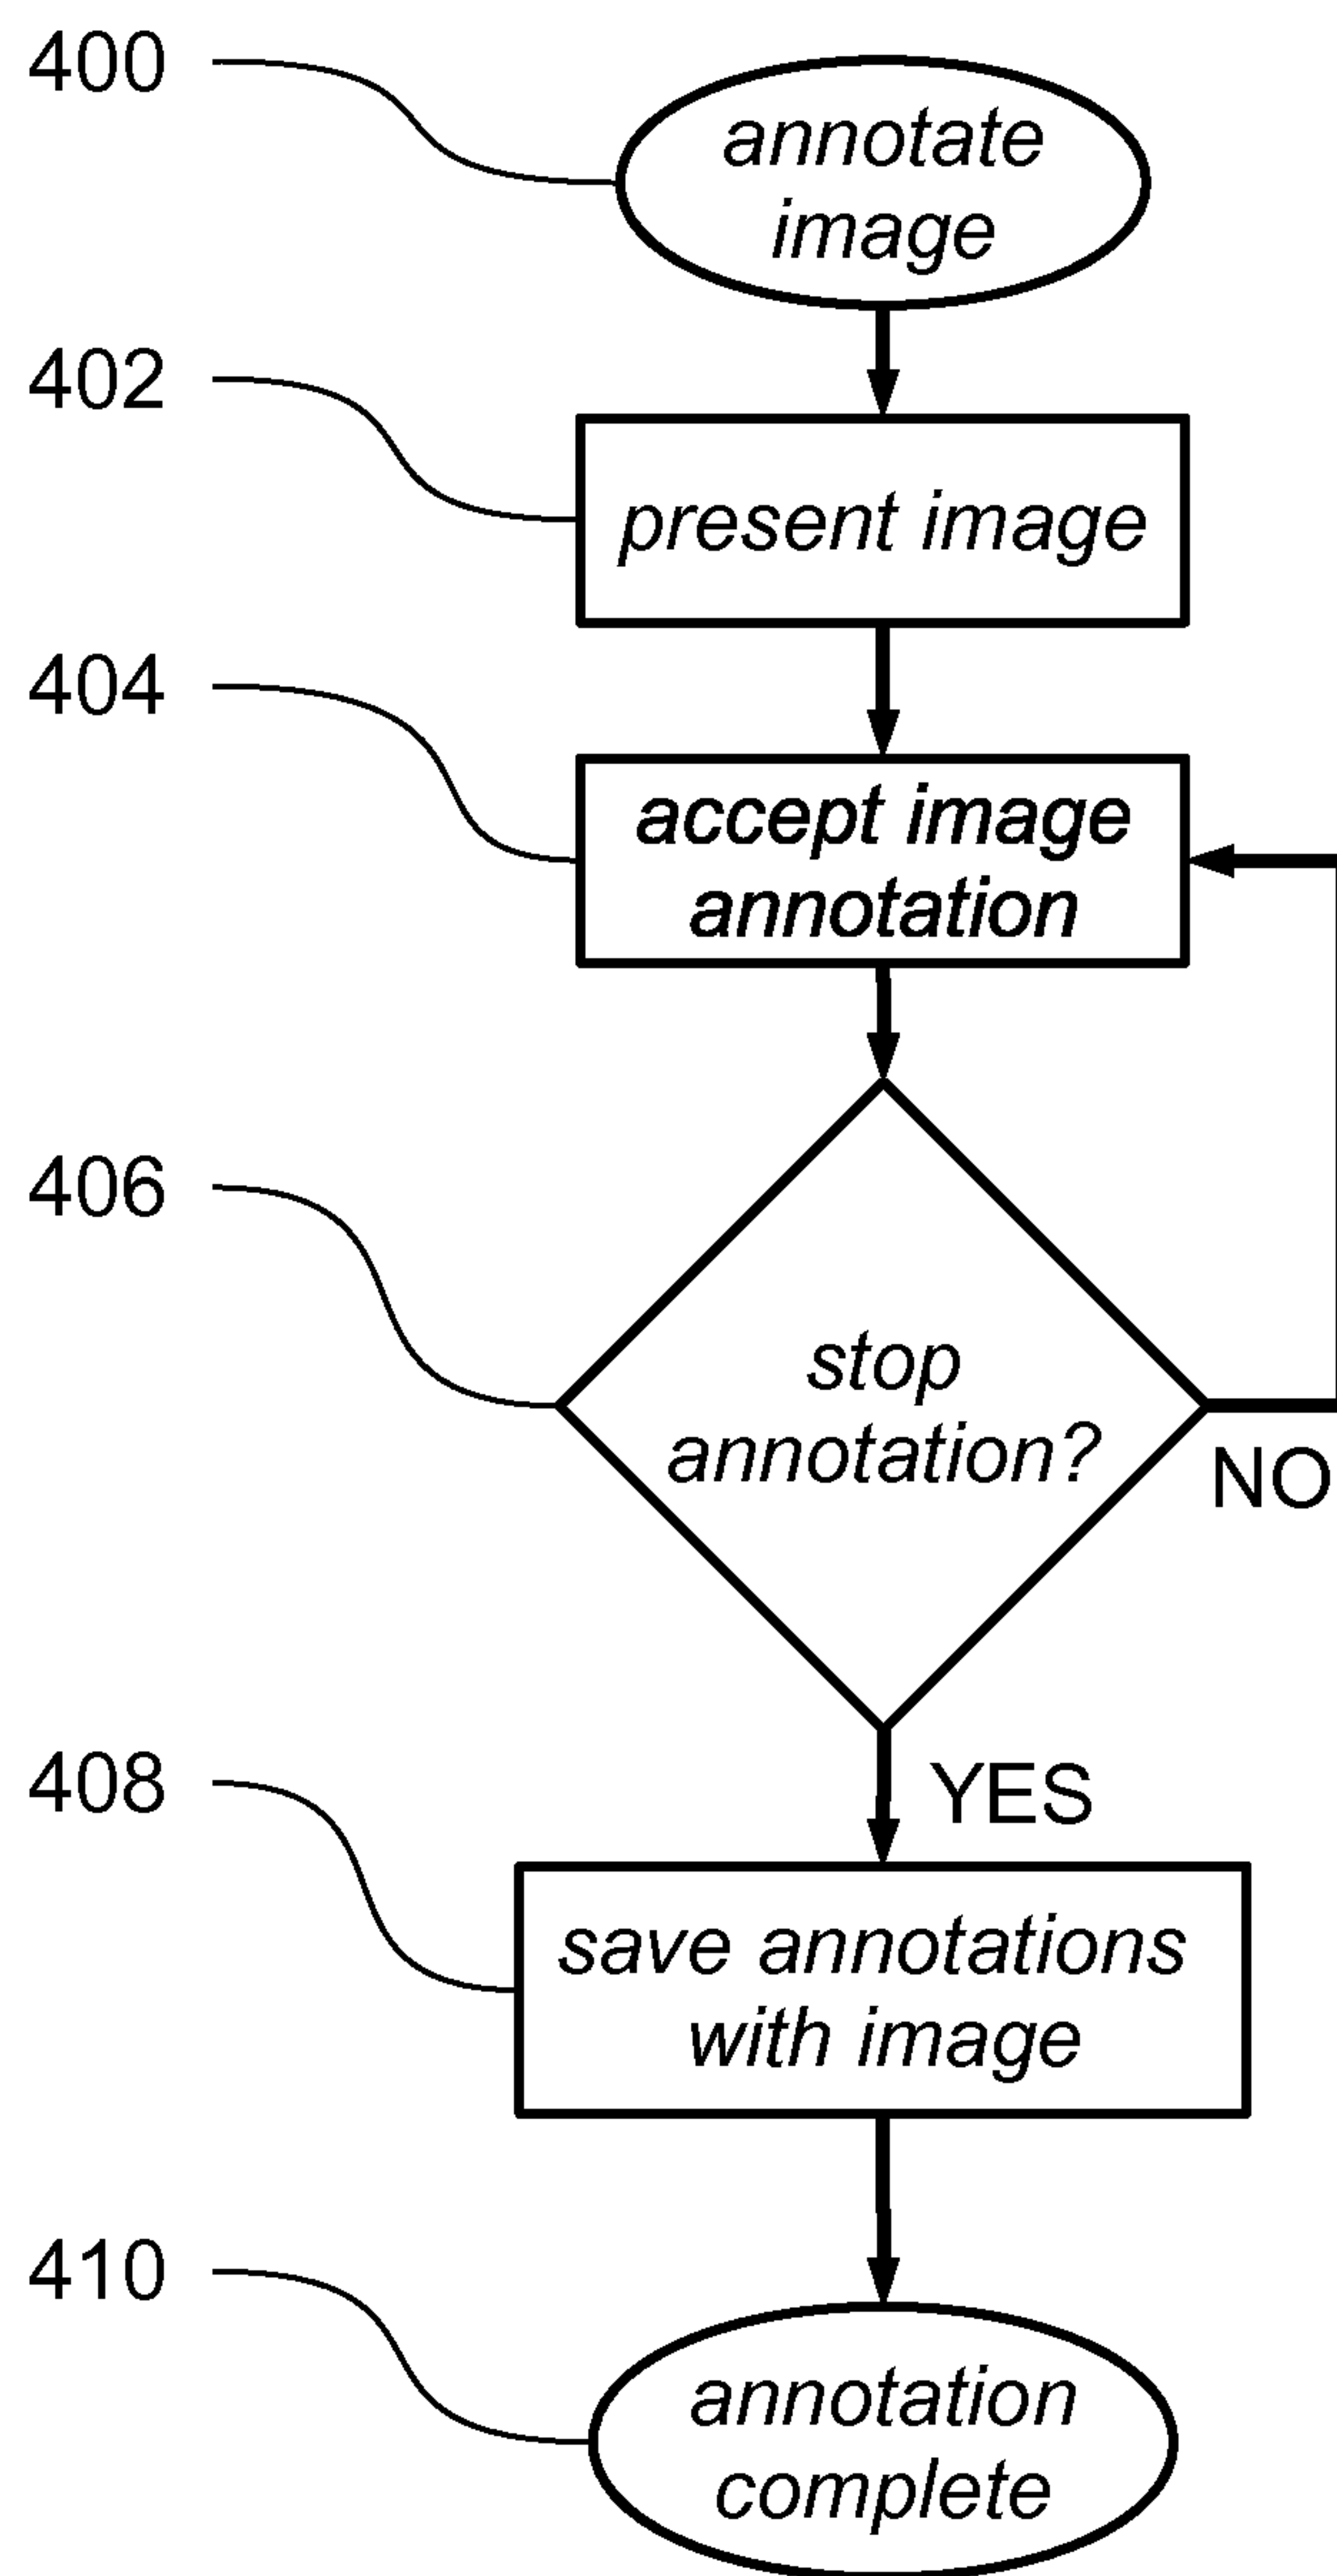 400
annotate
image
402
present image
404
accept image
annotation
406
stop
annotation?
NO
YES
408
save annotations
with image
410
annotation
complete